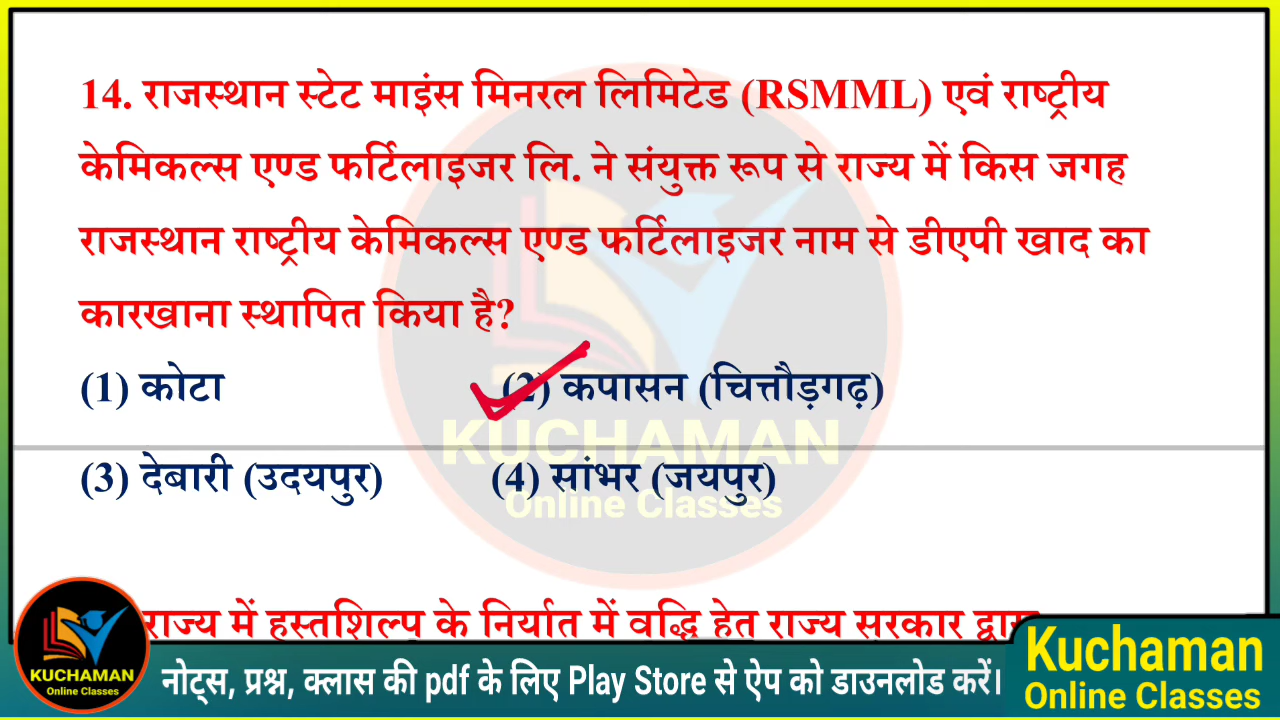 14. राजस्थान स्टेट माइंस मिनरल लिमिटेड (RSMML) एवं राष्ट्रीय
केमिकल्स एण्ड फर्टिलाइजर लि. ने संयुक्त रूप से राज्य में किस जगह
राजस्थान राष्ट्रीय केमिकल्स एण्ड फर्टिलाइजर नाम से डीएपी खाद का
कारखाना स्थापित किया है?
(1) कोटा (2) कपासन (चित्तौड़गढ़)
KUCHAMAN
(3) देबारी (उदयपुर) (4) सांभर (जयपुर)
Online Classes
राज्य में हस्तशिल्प के निर्यात में वृद्धि हेतु राज्य सरकार द्वारा
KUCHAMAN
Online Classes
नोट्स, प्रश्न, क्लास की pdf के लिए Play Store से ऐप को डाउनलोड करें।
Kuchaman
Online Classes